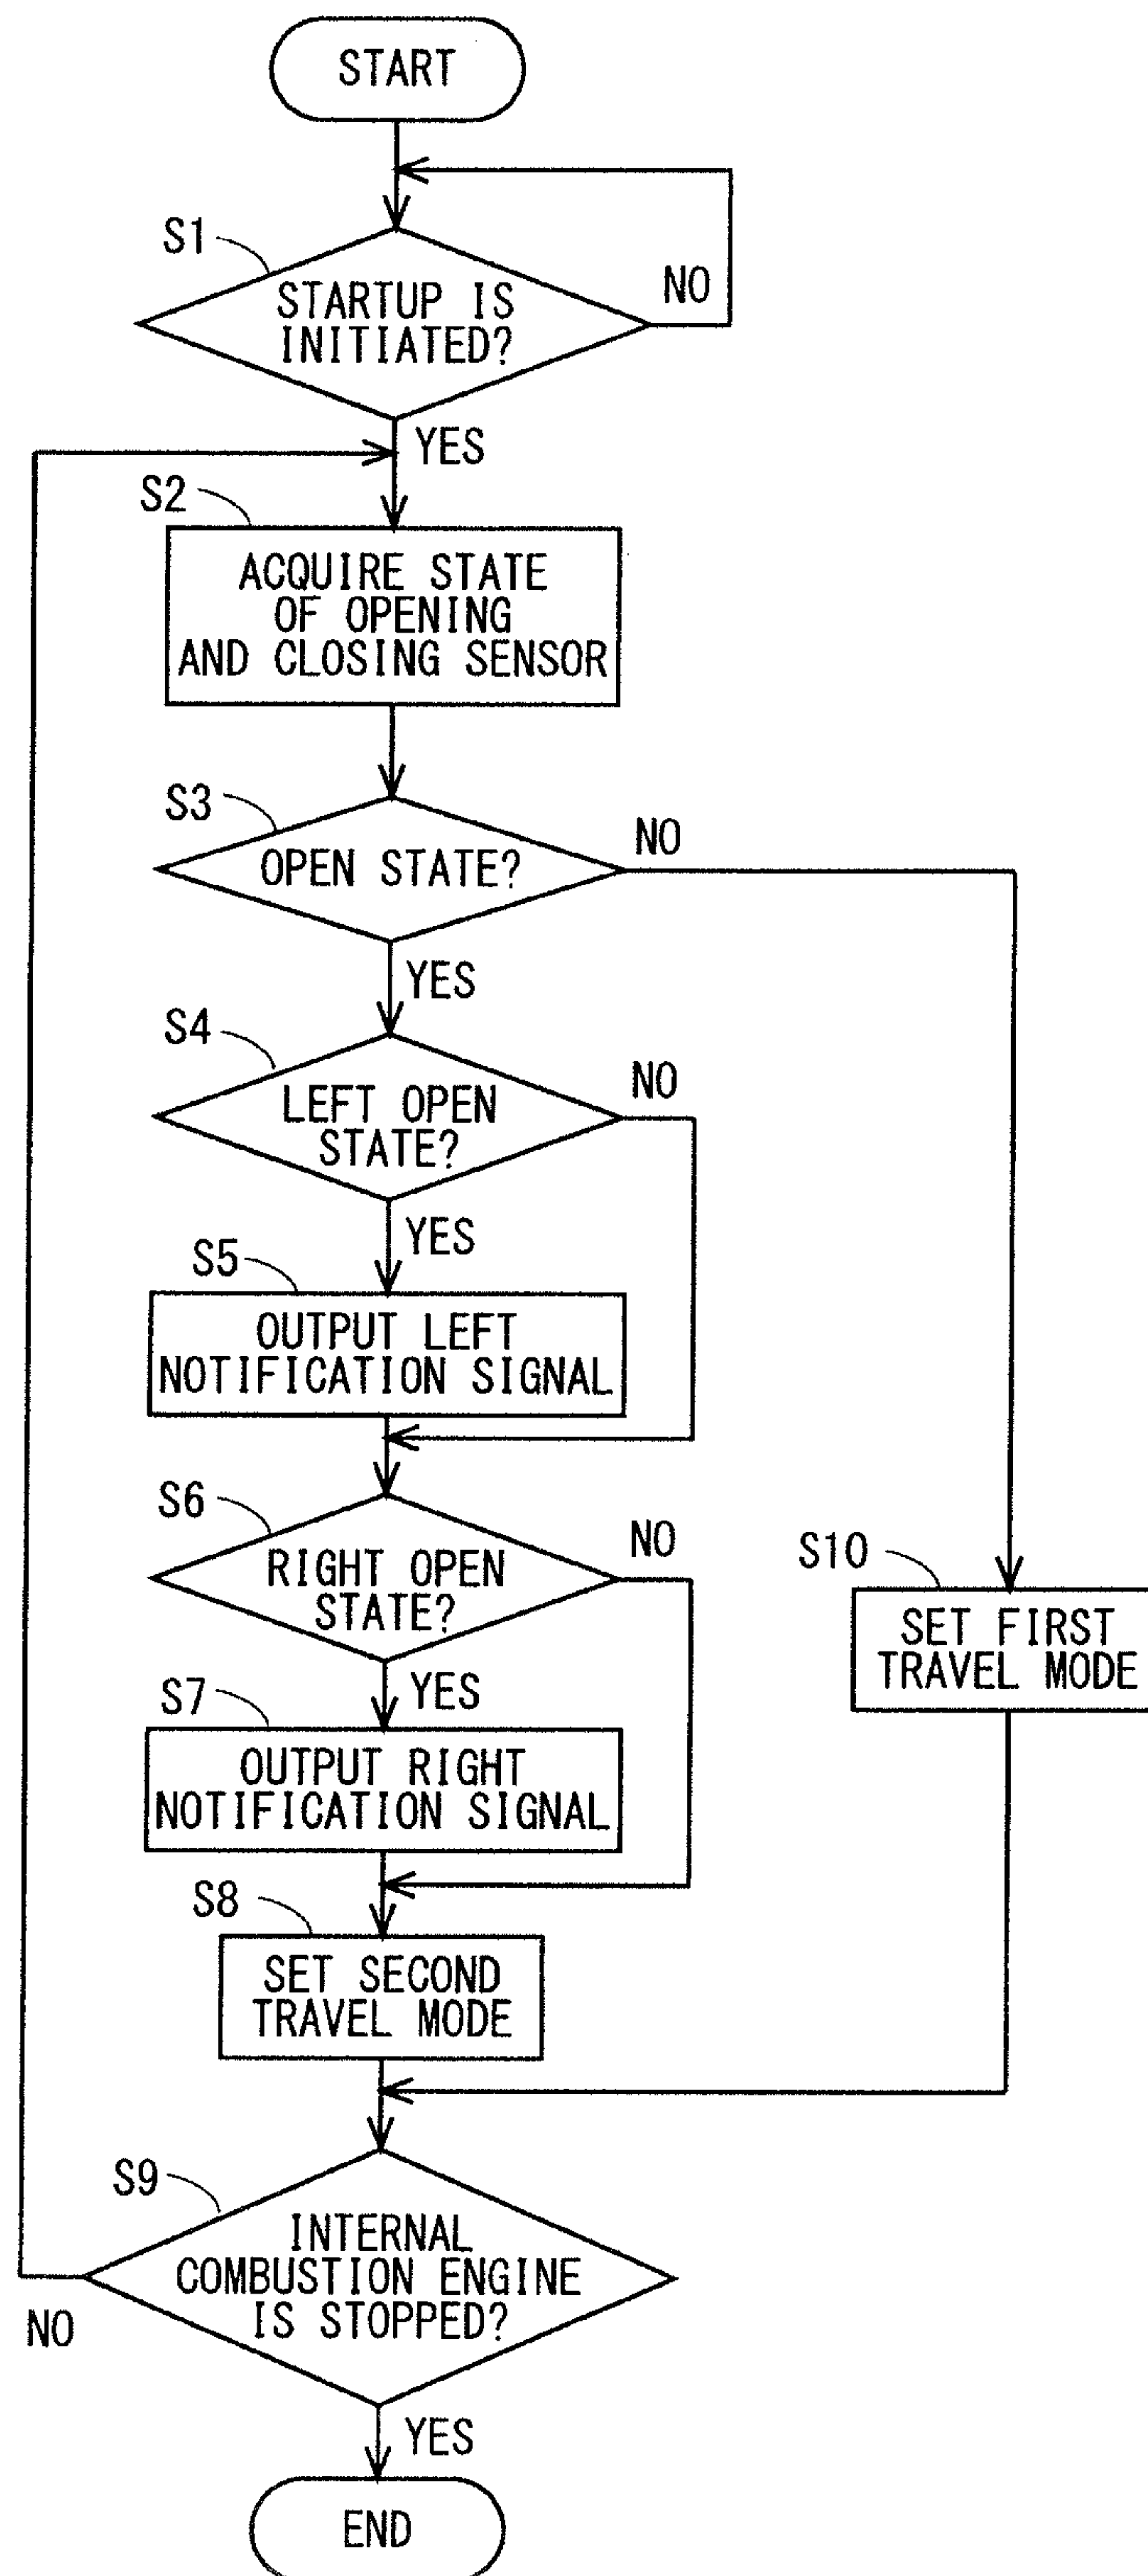 START
S1
STARTUP IS
INITIATED?
NO
YES
S2
ACQUIRE STATE
OF OPENING
AND CLOSING SENSOR
S3
OPEN STATE?
NO
YES
S4
LEFT OPEN
STATE?
NO
YES
S5
OUTPUT LEFT
NOTIFICATION SIGNAL
S6
RIGHT OPEN
STATE?
NO
YES
S7
OUTPUT RIGHT
NOTIFICATION SIGNAL
S10
SET FIRST
TRAVEL MODE
S8
SET SECOND
TRAVEL MODE
S9
INTERNAL
COMBUSTION ENGINE
IS STOPPED?
NO
YES
END